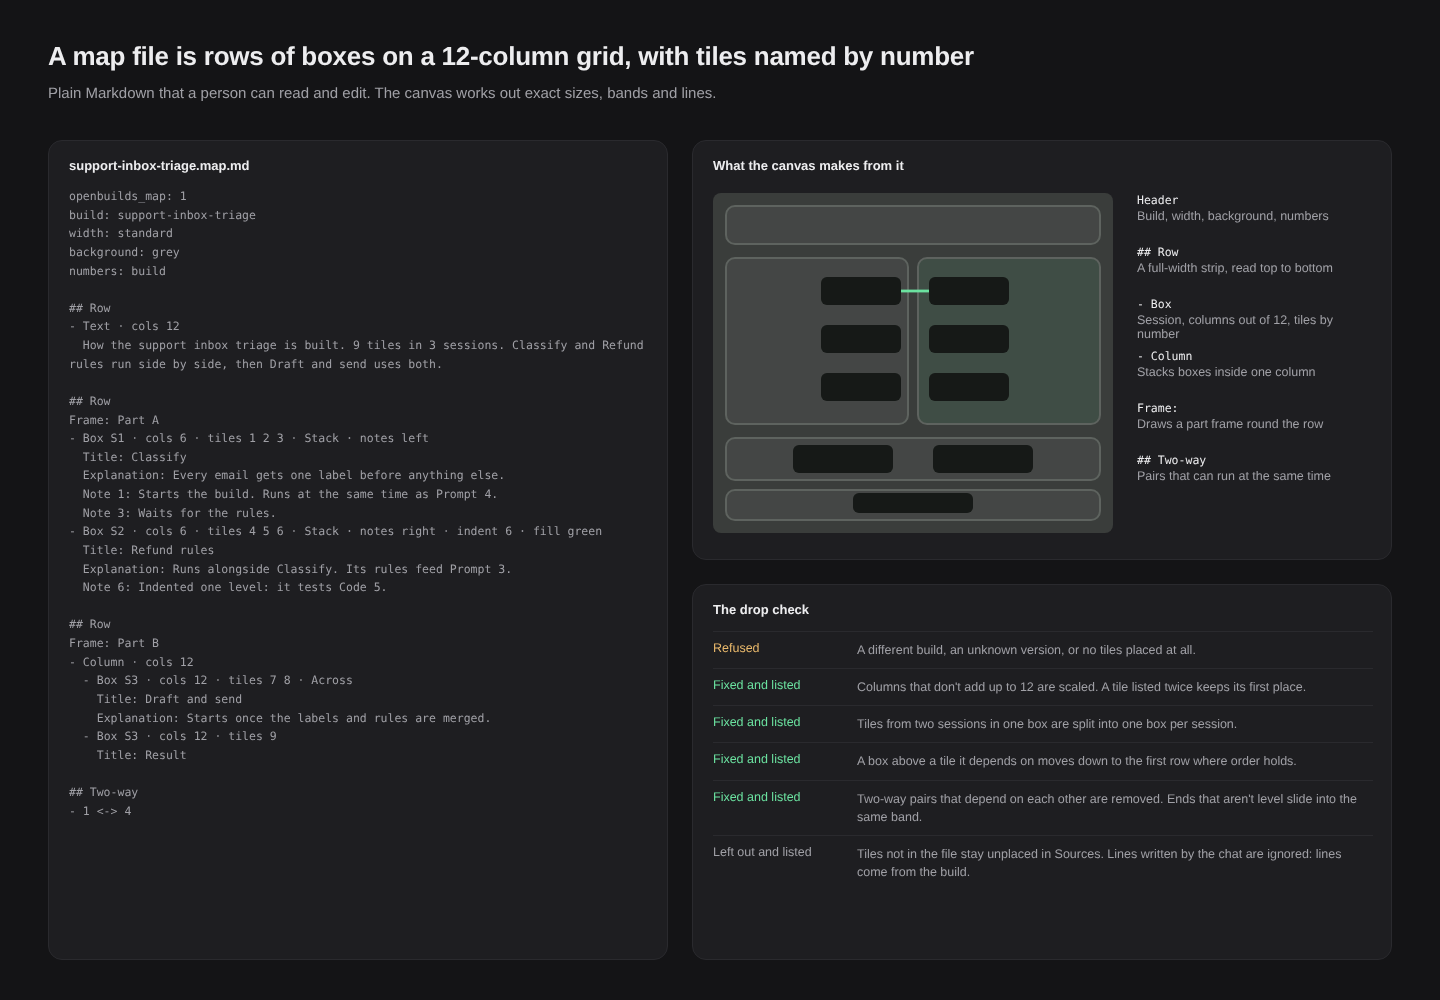 A map file is rows of boxes on a 12-column grid, with tiles named by number
Plain Markdown that a person can read and edit. The canvas works out exact sizes, bands and lines.
support-inbox-triage.map.md
openbuilds_map: 1
build: support-inbox-triage
width: standard
background: grey
numbers: build
## Row
- Text · cols 12
How the support inbox triage is built. 9 tiles in 3 sessions. Classify and Refund
rules run side by side, then Draft and send uses both.
## Row
Frame: Part A
- Box S1 · cols 6 · tiles 1 2 3 · Stack · notes left
Title: Classify
Explanation: Every email gets one label before anything else.
Note 1: Starts the build. Runs at the same time as Prompt 4.
Note 3: Waits for the rules.
- Box S2 · cols 6 · tiles 4 5 6 · Stack · notes right · indent 6 · fill green
Title: Refund rules
Explanation: Runs alongside Classify. Its rules feed Prompt 3.
Note 6: Indented one level: it tests Code 5.
## Row
Frame: Part B
- Column · cols 12
- Box S3 · cols 12 · tiles 7 8 · Across
Title: Draft and send
Explanation: Starts once the labels and rules are merged.
- Box S3 · cols 12 · tiles 9
Title: Result
## Two-way
- 1 <-> 4
What the canvas makes from it
Header
Build, width, background, numbers
## Row
A full-width strip, read top to bottom
- Box
Session, columns out of 12, tiles by
number
- Column
Stacks boxes inside one column
Frame:
Draws a part frame round the row
## Two-way
Pairs that can run at the same time
The drop check
Refused
A different build, an unknown version, or no tiles placed at all.
Fixed and listed
Columns that don't add up to 12 are scaled. A tile listed twice keeps its first place.
Fixed and listed
Tiles from two sessions in one box are split into one box per session.
Fixed and listed
A box above a tile it depends on moves down to the first row where order holds.
Fixed and listed
Two-way pairs that depend on each other are removed. Ends that aren't level slide into the
same band.
Left out and listed
Tiles not in the file stay unplaced in Sources. Lines written by the chat are ignored: lines
come from the build.